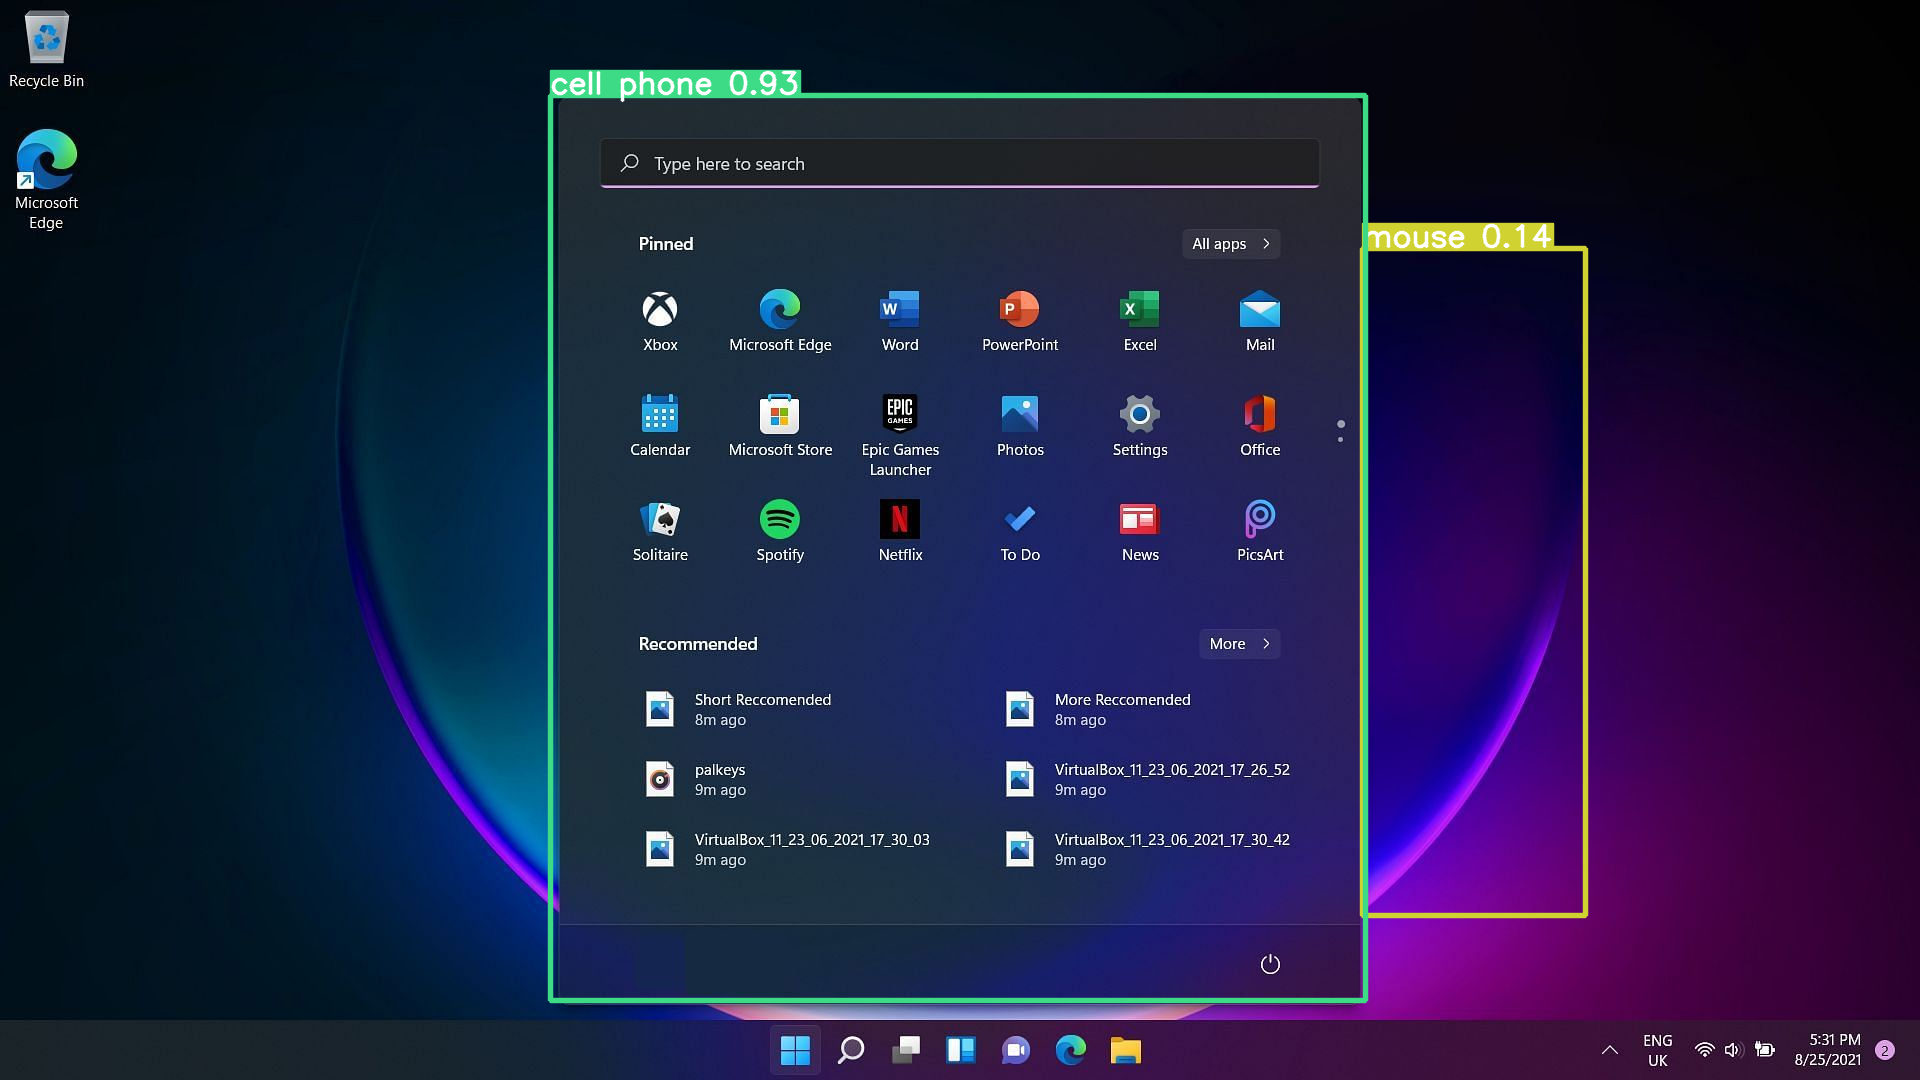 Recycle Bin
Microsoft
Edge
cell phone 0.93
mouse 0.14
Type here to search
Pinned
All apps
Xbox
Microsoft Edge
W
Word
P
PowerPoint
X
Excel
Mail
Calendar
Microsoft Store
EPIC
GAMES
Epic Games
Launcher
Photos
Settings
Office
Solitaire
Spotify
N
Netflix
To Do
News
PicsArt
Recommended
More
Short Reccomended
8m ago
More Reccommended
8m ago
palkeys
9m ago
VirtualBox_11_23_06_2021_17_26_52
9m ago
VirtualBox_11_23_06_2021_17_30_03
9m ago
VirtualBox_11_23_06_2021_17_30_42
9m ago
ENG
UK
5:31 PM
8/25/2021
2